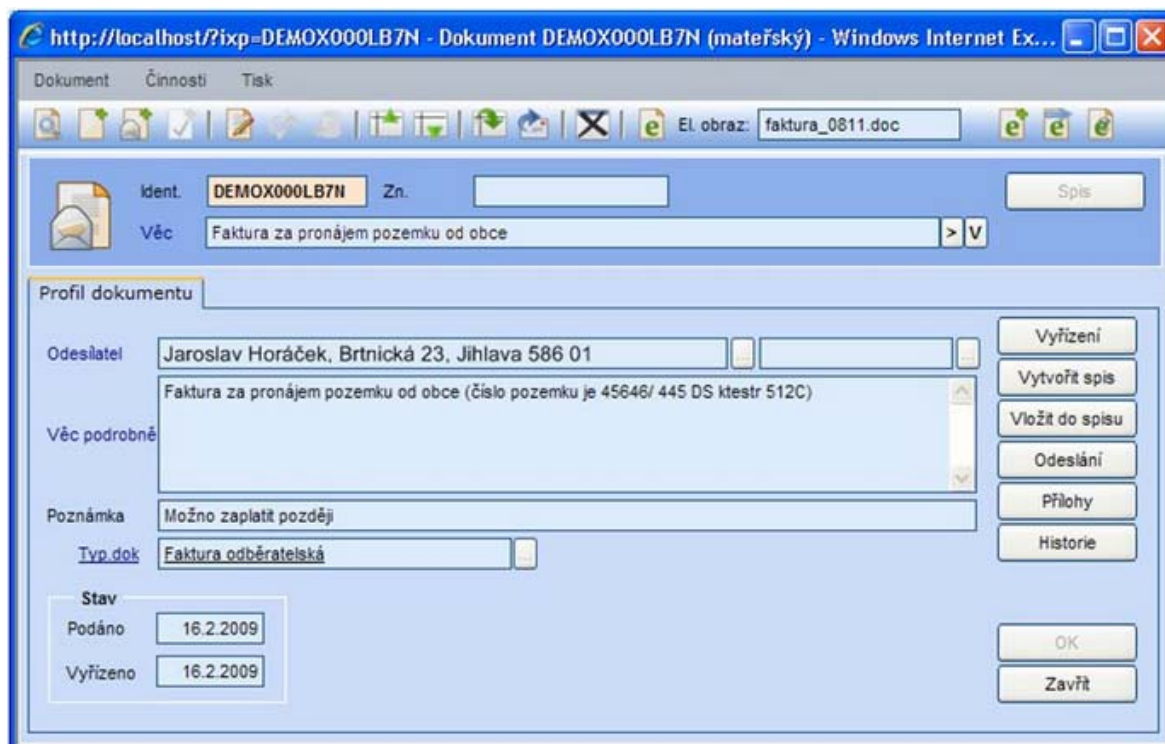 http://localhost/?ixp=DEMOX000LB7N - Dokument DEMOX000LB7N (mateřský) - Windows Internet Ex...
Dokument Činnosti Tisk
El. obraz: faktura_0811.doc
Ident. DEMOX000LB7N Zn. Spis
Věc Faktura za pronájem pozemku od obce > V
Profil dokumentu
Odesílatel Jaroslav Horáček, Brtnická 23, Jihlava 586 01 ... ... Vyřízení
Faktura za pronájem pozemku od obce (číslo pozemku je 45646/ 445 DS ktestr 512C)
Vytvořit spis
Vložit do spisu
Věc podrobně
Odeslání
Přílohy
Poznámka Možno zaplatit později
Historie
Typ.dok Faktura odběratelská ...
Stav
Podáno 16.2.2009
OK
Vyřízeno 16.2.2009
Zavřít